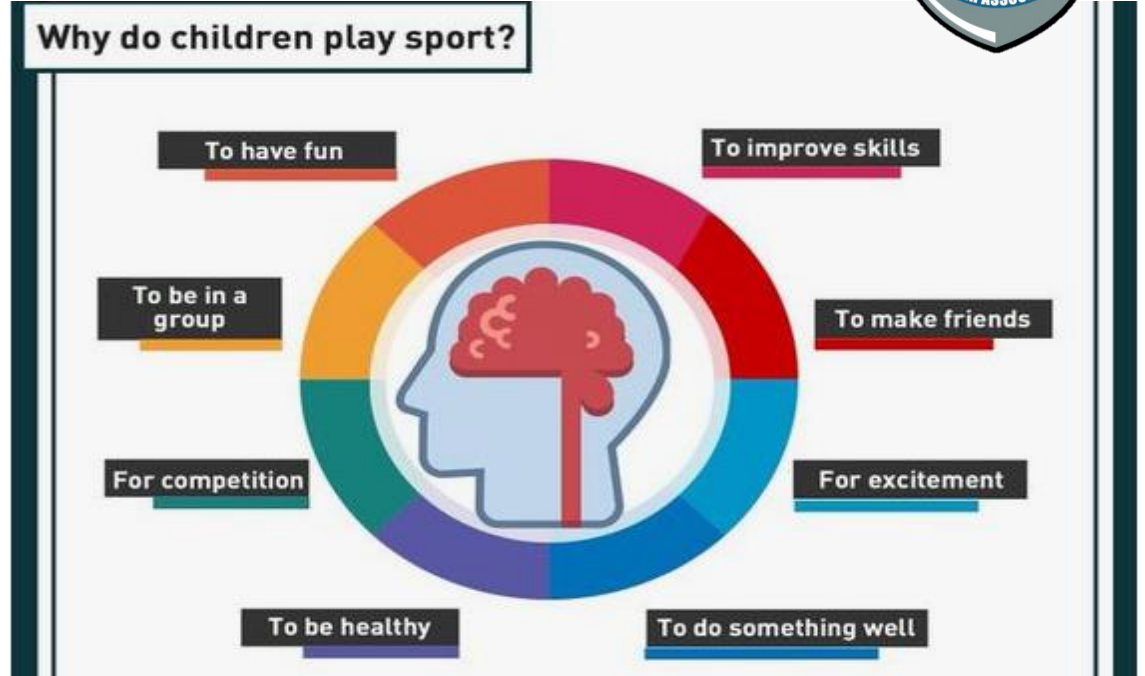 Why do children play sport?
To have fun
To improve skills
To be in a
group
To make friends
For competition
For excitement
To be healthy
To do something well